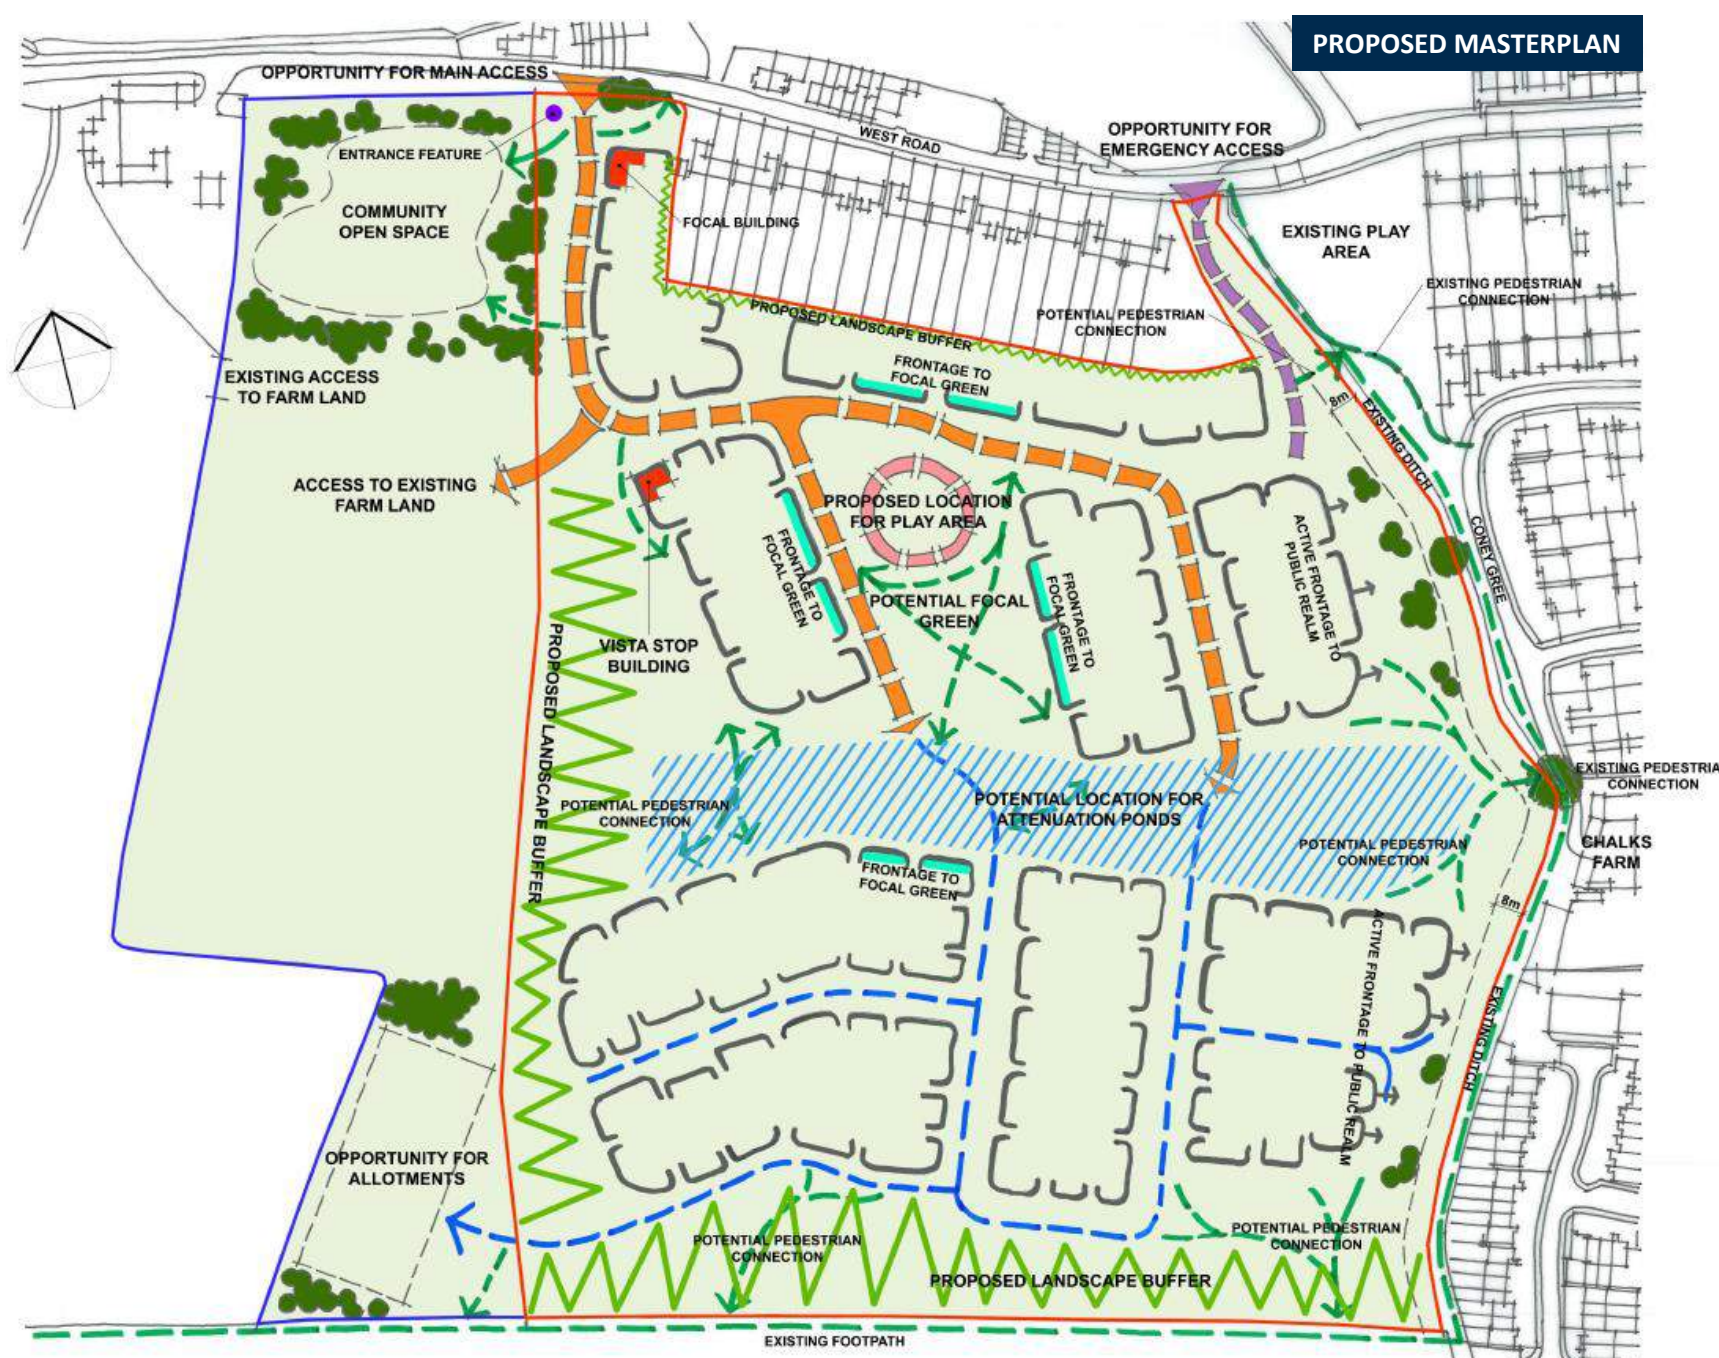 PROPOSED MASTERPLAN
OPPORTUNITY FOR MAIN ACCESS
WEST ROAD
OPPORTUNITY FOR
EMERGENCY ACCESS
ENTRANCE FEATURE
COMMUNITY
OPEN SPACE
FOCAL BUILDING
EXISTING PLAY
AREA
EXISTING PEDESTRIAN
CONNECTION
PROPOSED LANDSCAPE BUFFER
POTENTIAL PEDESTRIAN
CONNECTION
FRONTAGE TO
FOCAL GREEN
EXISTING ACCESS
TO FARM LAND
8m
EXISTING DITCH
ACCESS TO EXISTING
FARM LAND
PROPOSED LOCATION
FOR PLAY AREA
FRONTAGE TO
FOCAL GREEN
ACTIVE FRONTAGE TO
PUBLIC REALM
CONEY GREE
POTENTIAL FOCAL
GREEN
FRONTAGE TO
FOCAL GREEN
VISTA STOP
BUILDING
PROPOSED LANDSCAPE BUFFER
POTENTIAL PEDESTRIAN
CONNECTION
POTENTIAL LOCATION FOR
ATTENUATION PONDS
EXISTING PEDESTRIA
CONNECTION
POTENTIAL PEDESTRIAN
CONNECTION
CHALKS
FARM
FRONTAGE TO
FOCAL GREEN
8m
ACTIVE FRONTAGE TO PUBLIC REALM
EXISTING DITCH
OPPORTUNITY FOR
ALLOTMENTS
POTENTIAL PEDESTRIAN
CONNECTION
POTENTIAL PEDESTRIAN
CONNECTION
PROPOSED LANDSCAPE BUFFER
EXISTING FOOTPATH